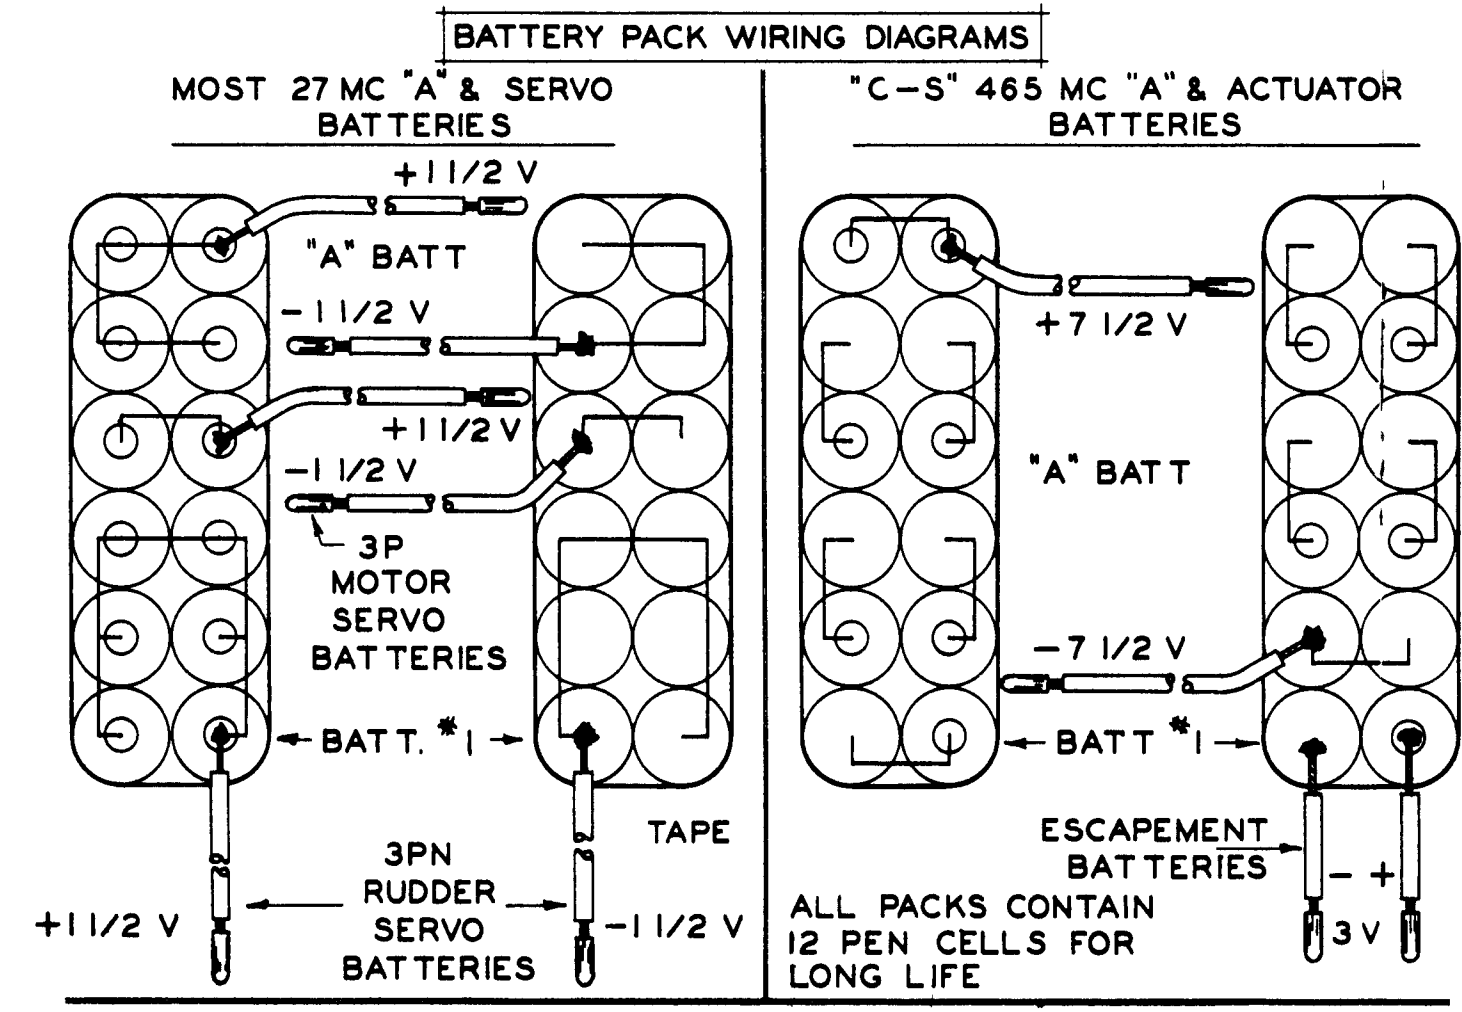 BATTERY PACK WIRING DIAGRAMS
MOST 27 MC "A" & SERVO
BATTERIES
+1 1/2 V
"A" BATT
-1 1/2 V
+1 1/2 V
-1 1/2 V
3P
MOTOR
SERVO
BATTERIES
BATT. #1
TAPE
3PN
RUDDER
SERVO
BATTERIES
+1 1/2 V
-1 1/2 V
"C-S" 465 MC "A" & ACTUATOR
BATTERIES
+7 1/2 V
"A" BATT
-7 1/2 V
BATT #1
ESCAPEMENT
BATTERIES
- +
3 V
ALL PACKS CONTAIN
12 PEN CELLS FOR
LONG LIFE